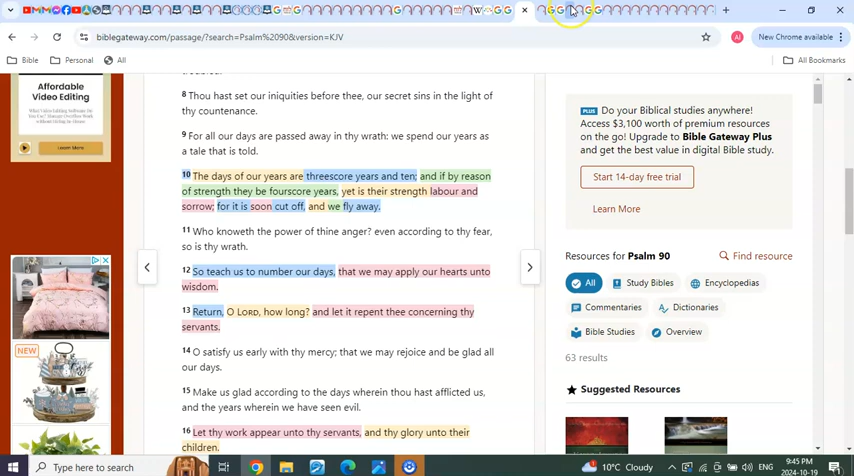 biblegateway.com/passage/?search=Psalm%2090&version=KJV
AI
New Chrome available
Bible
Personal
All
All Bookmarks
8 Thou hast set our iniquities before thee, our secret sins in the light of
thy countenance.
9 For all our days are passed away in thy wrath: we spend our years as
a tale that is told.
10 The days of our years are threescore years and ten; and if by reason
of strength they be fourscore years, yet is their strength labour and
sorrow; for it is soon cut off, and we fly away.
11 Who knoweth the power of thine anger? even according to thy fear,
so is thy wrath.
12 So teach us to number our days, that we may apply our hearts unto
wisdom.
13 Return, O LORD, how long? and let it repent thee concerning thy
servants.
14 O satisfy us early with thy mercy; that we may rejoice and be glad all
our days.
15 Make us glad according to the days wherein thou hast afflicted us,
and the years wherein we have seen evil.
16 Let thy work appear unto thy servants, and thy glory unto their
children.
Affordable
Video Editing
Learn More
NEW
PLUS Do your Biblical studies anywhere!
Access $3,100 worth of premium resources
on the go! Upgrade to Bible Gateway Plus
and get the best value in digital Bible study.
Start 14-day free trial
Learn More
Resources for Psalm 90
Find resource
All
Study Bibles
Encyclopedias
Commentaries
Dictionaries
Bible Studies
Overview
63 results
Suggested Resources
Type here to search
10°C Cloudy
9:45 PM
2024-10-19